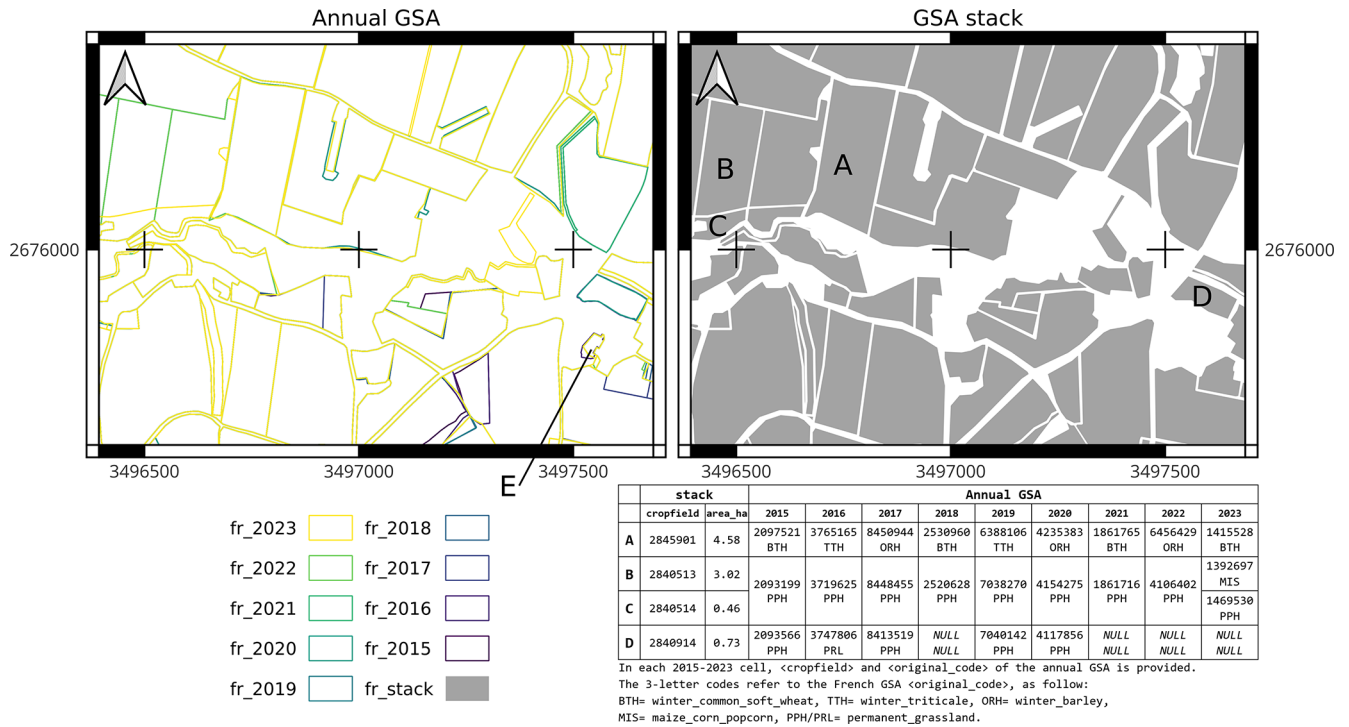 Annual GSA
GSA stack
B
A
C
D
2676000
2676000
3496500 3497000 3497500
3496500 3497000 3497500
E
fr_2023 fr_2018
fr_2022 fr_2017
fr_2021 fr_2016
fr_2020 fr_2015
fr_2019 fr_stack
stack Annual GSA
cropfield area_ha 2015 2016 2017 2018 2019 2020 2021 2022 2023
A 2845901 4.58 2097521 3765165 8450944 2530960 6388106 4235383 1861765 6456429 1415528
BTH TTH ORH BTH TTH ORH BTH ORH BTH
B 2840513 3.02 1392697
MIS
2093199 3719625 8448455 2520628 7038270 4154275 1861716 4106402
PPH PPH PPH PPH PPH PPH PPH PPH
C 2840514 0.46 1469530
PPH
D 2840914 0.73 2093566 3747806 8413519 NULL 7040142 4117856 NULL NULL NULL
PPH PRL PPH NULL PPH PPH NULL NULL NULL
In each 2015-2023 cell, <cropfield> and <original_code> of the annual GSA is provided.
The 3-letter codes refer to the French GSA <original_code>, as follow:
BTH= winter_common_soft_wheat, TTH= winter_triticale, ORH= winter_barley,
MIS= maize_corn_popcorn, PPH/PRL= permanent_grassland.